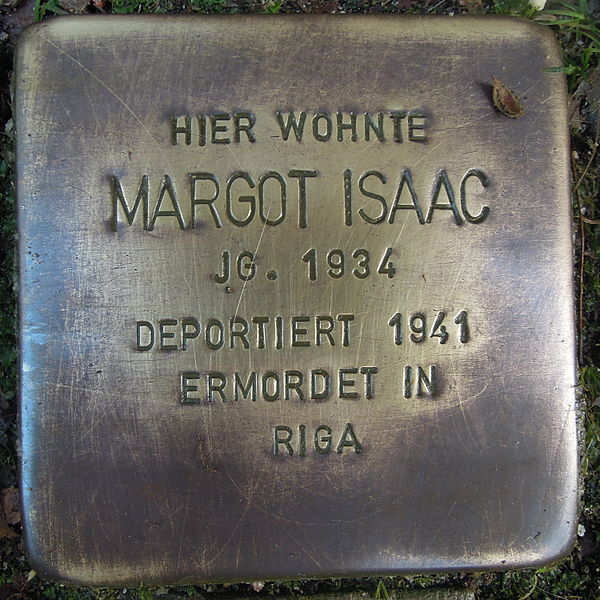 HIER WOHNTE
MARGOT ISAAC
JG. 1934
DEPORTIERT 1941
ERMORDET IN
RIGA